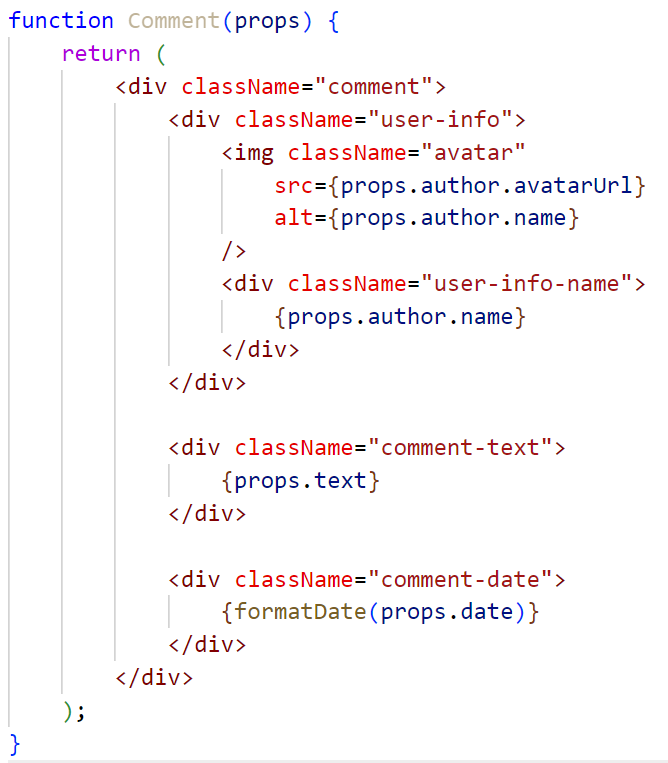 function Comment(props) {
    return (
        <div className="comment">
            <div className="user-info">
                <img className="avatar"
                    src={props.author.avatarUrl}
                    alt={props.author.name}
                />
                <div className="user-info-name">
                    {props.author.name}
                </div>
            </div>

            <div className="comment-text">
                {props.text}
            </div>

            <div className="comment-date">
                {formatDate(props.date)}
            </div>
        </div>
    );
}